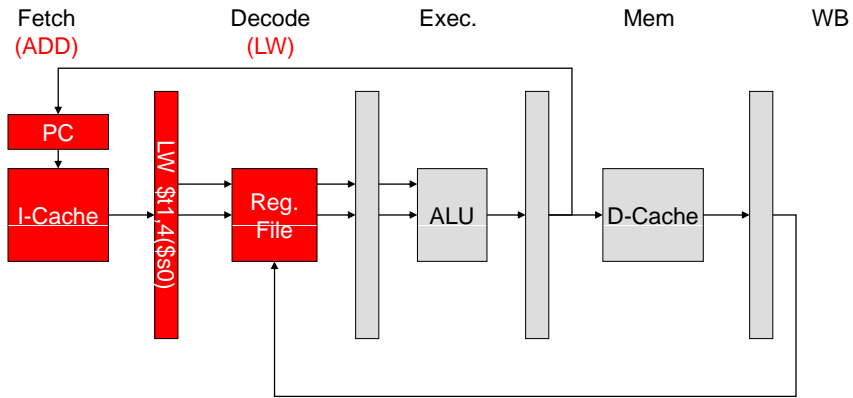 Fetch Decode Exec. Mem WB
(ADD) (LW)
PC
LW $t1,4($s0)
I-Cache
Reg.
File
ALU
D-Cache